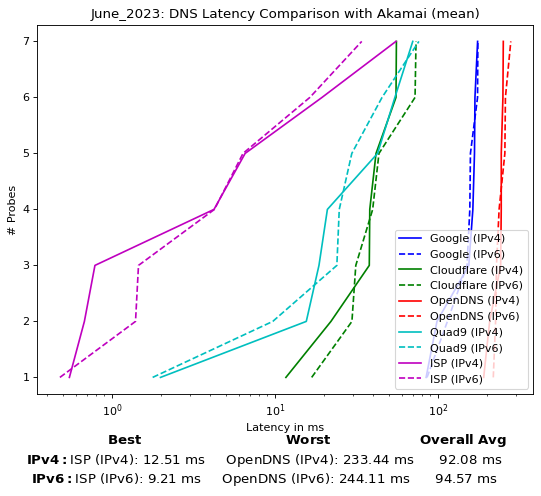 June_2023: DNS Latency Comparison with Akamai (mean)
7
6
5
4
3
2
1
# Probes
Google (IPv4)
Google (IPv6)
Cloudflare (IPv4)
Cloudflare (IPv6)
OpenDNS (IPv4)
OpenDNS (IPv6)
Quad9 (IPv4)
Quad9 (IPv6)
ISP (IPv4)
ISP (IPv6)
10⁰ 10¹ 10²
Latency in ms
Best Worst Overall Avg
IPv4: ISP (IPv4): 12.51 ms OpenDNS (IPv4): 233.44 ms 92.08 ms
IPv6: ISP (IPv6): 9.21 ms OpenDNS (IPv6): 244.11 ms 94.57 ms